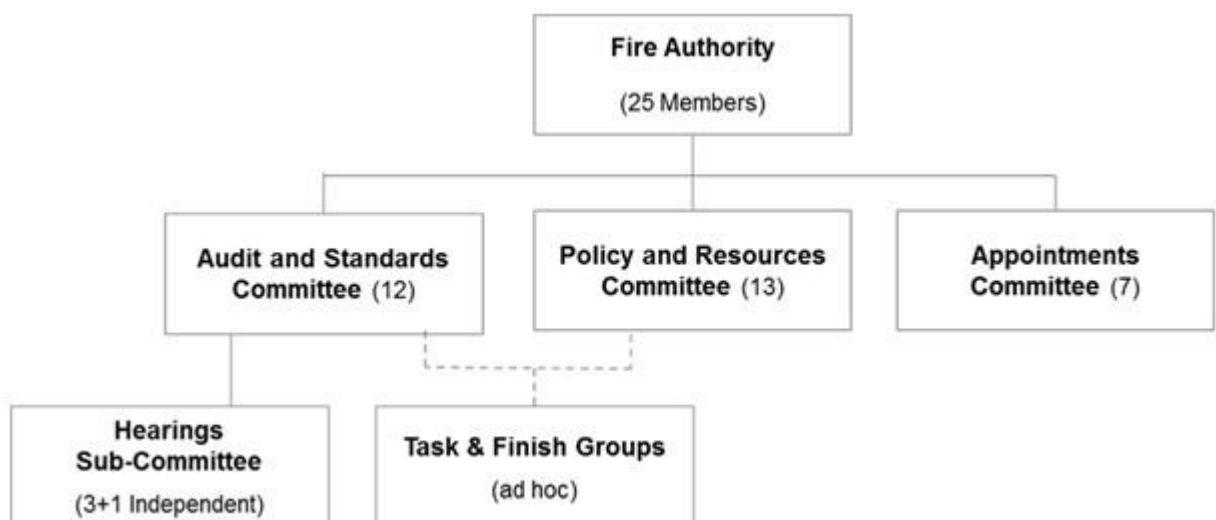 Fire Authority
(25 Members)
Audit and Standards
Committee (12)
Policy and Resources
Committee (13)
Appointments
Committee (7)
Hearings
Sub-Committee
(3+1 Independent)
Task & Finish Groups
(ad hoc)